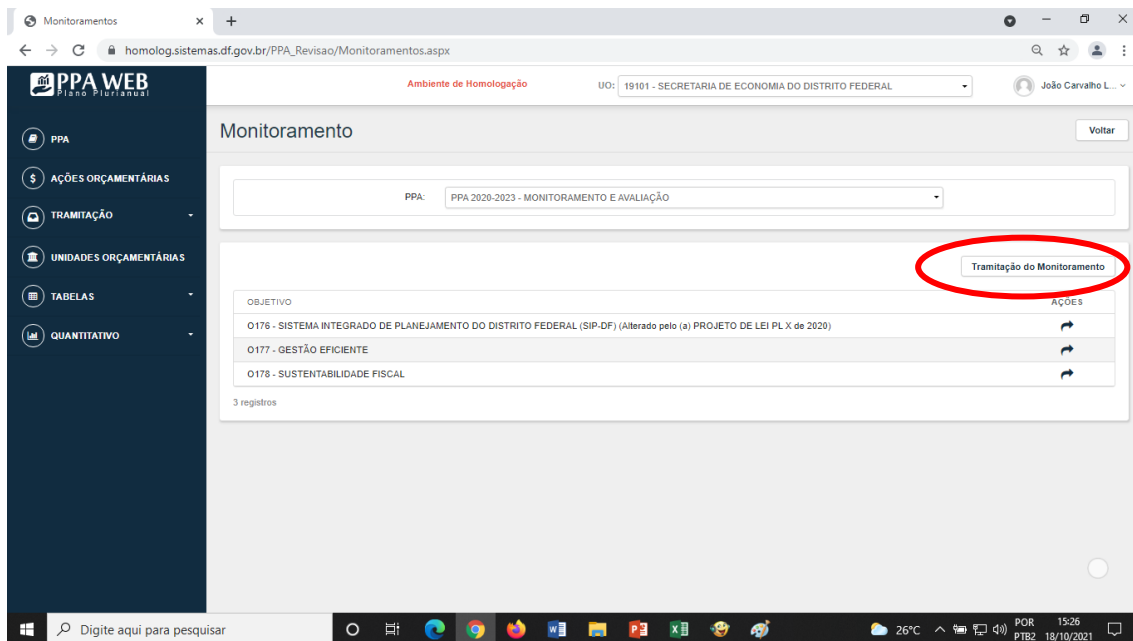 Monitoramentos
homolog.sistemas.df.gov.br/PPA_Revisao/Monitoramentos.aspx
PPA WEB
Plano Plurianual
Ambiente de Homologação
UO: 19101 - SECRETARIA DE ECONOMIA DO DISTRITO FEDERAL
João Carvalho L...
PPA
AÇÕES ORÇAMENTÁRIAS
TRAMITAÇÃO
UNIDADES ORÇAMENTÁRIAS
TABELAS
QUANTITATIVO
Monitoramento
Voltar
PPA: PPA 2020-2023 - MONITORAMENTO E AVALIAÇÃO
Tramitação do Monitoramento
OBJETIVO AÇÕES
O176 - SISTEMA INTEGRADO DE PLANEJAMENTO DO DISTRITO FEDERAL (SIP-DF) (Alterado pelo (a) PROJETO DE LEI PL X de 2020)
O177 - GESTÃO EFICIENTE
O178 - SUSTENTABILIDADE FISCAL
3 registros
Digite aqui para pesquisar
26°C
POR
PTB2
15:26
18/10/2021